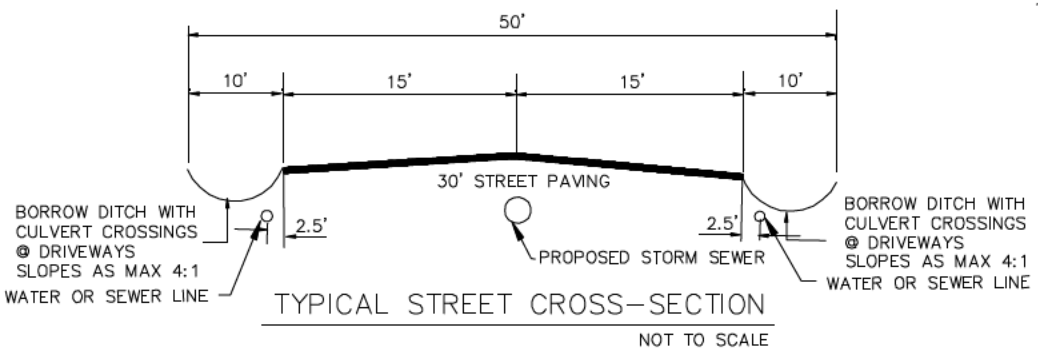 50'
10'
15'
15'
10'
30' STREET PAVING
BORROW DITCH WITH
CULVERT CROSSINGS
@ DRIVEWAYS
SLOPES AS MAX 4:1
WATER OR SEWER LINE
2.5'
PROPOSED STORM SEWER
2.5'
BORROW DITCH WITH
CULVERT CROSSINGS
@ DRIVEWAYS
SLOPES AS MAX 4:1
WATER OR SEWER LINE
TYPICAL STREET CROSS-SECTION
NOT TO SCALE